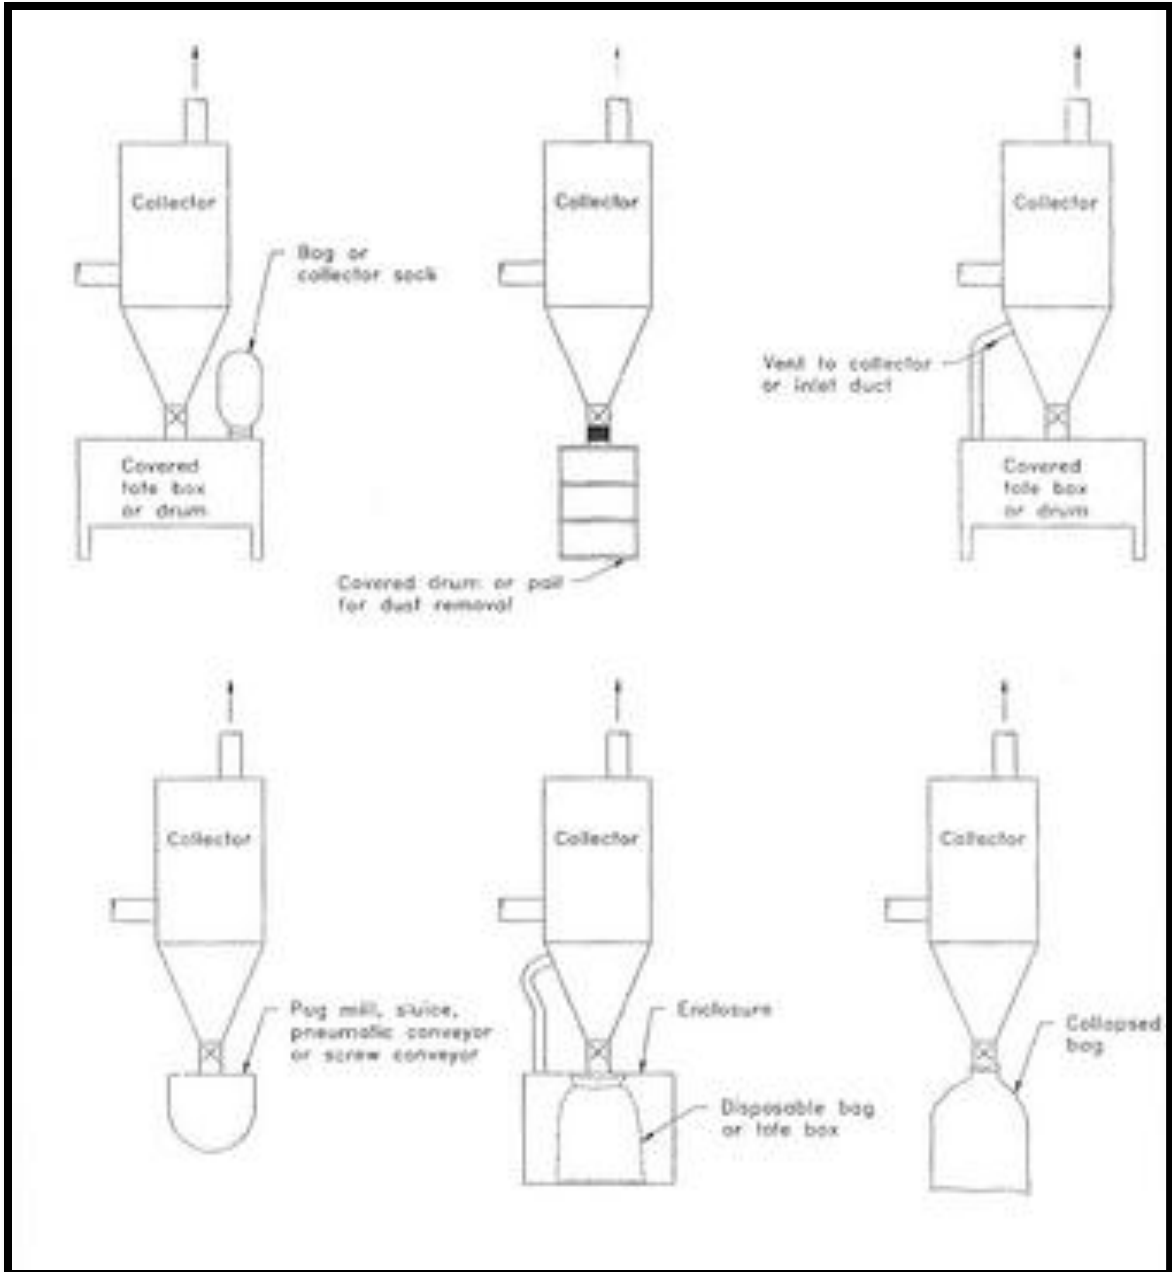 Collector
Collector
Collector
Bag or
collector sock
Vent to collector
or inlet duct
Covered
tote box
or drum
Covered
tote box
or drum
Covered drum or pail
for dust removal
Collector
Collector
Collector
Pug mill, sluice,
pneumatic conveyor
or screw conveyor
Enclosure
Collapsed
bag
Disposable bag
or tote box